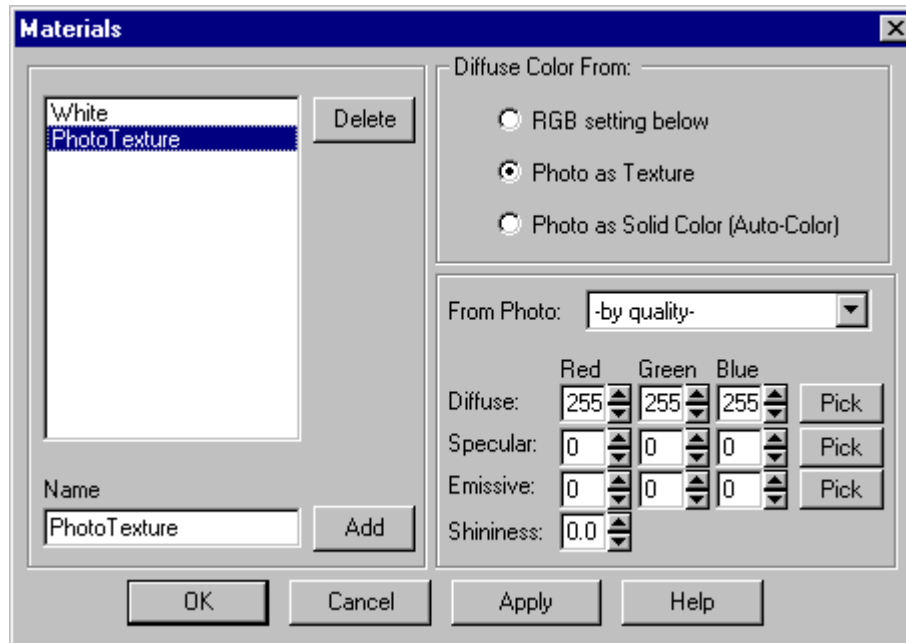 Materials
White
PhotoTexture
Delete
Name
PhotoTexture
Add
Diffuse Color From:
RGB setting below
Photo as Texture
Photo as Solid Color (Auto-Color)
From Photo: -by quality-
Red Green Blue
Diffuse: 255 255 255 Pick
Specular: 0 0 0 Pick
Emissive: 0 0 0 Pick
Shininess: 0.0
OK Cancel Apply Help